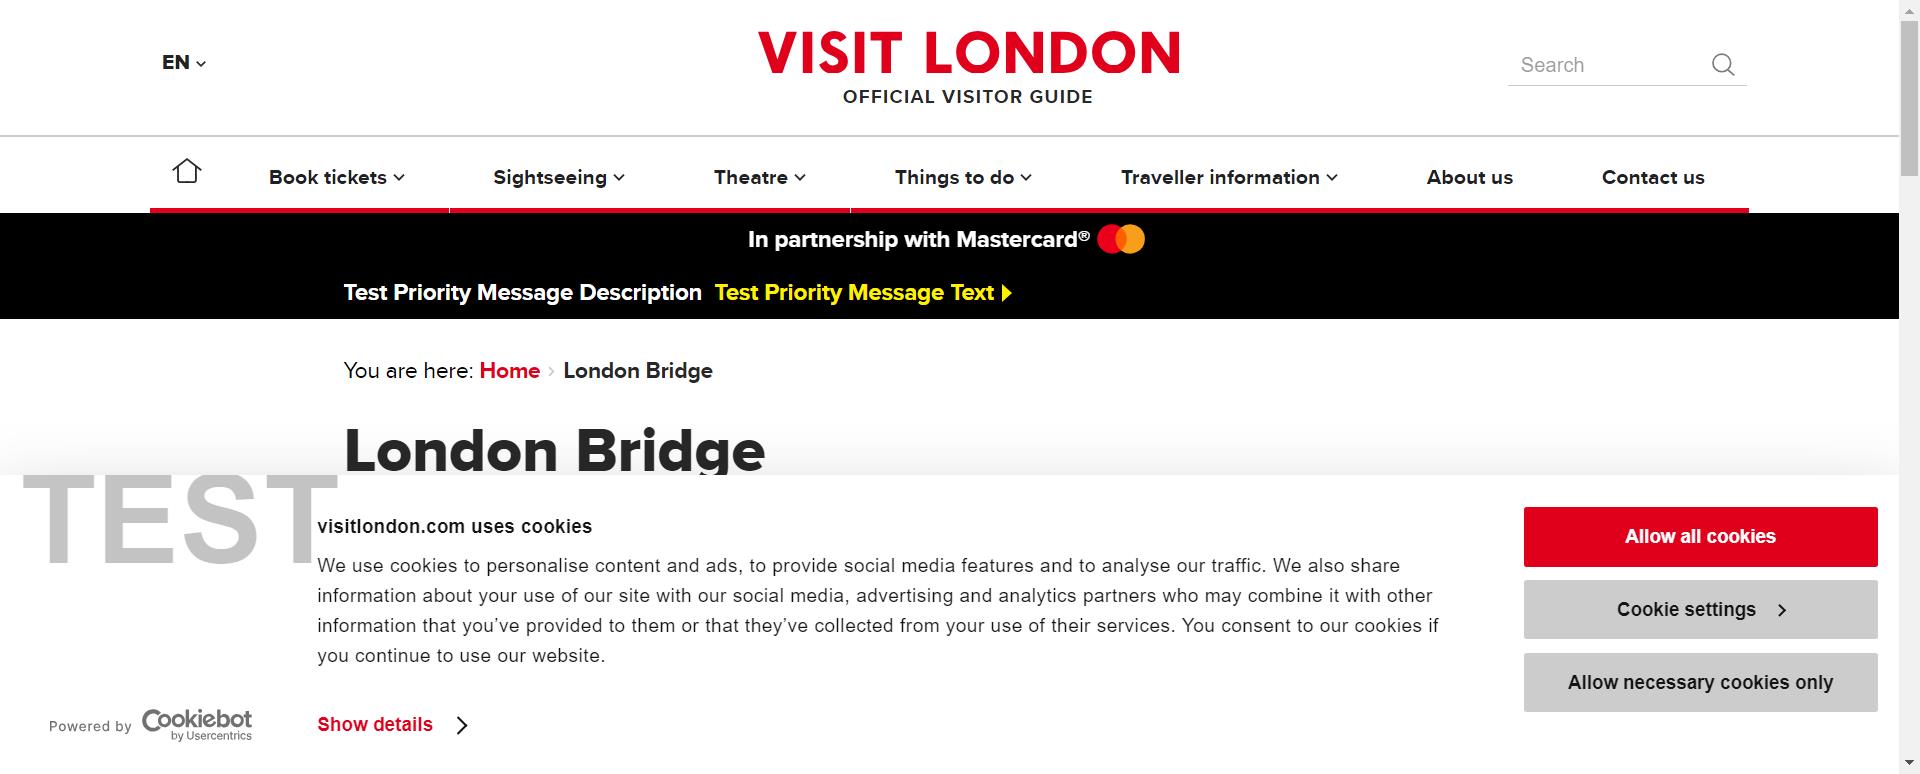 EN
VISIT LONDON
OFFICIAL VISITOR GUIDE
Search
Book tickets
Sightseeing
Theatre
Things to do
Traveller information
About us
Contact us
In partnership with Mastercard®
Test Priority Message Description Test Priority Message Text
You are here: Home › London Bridge
London Bridge
TEST
visitlondon.com uses cookies
We use cookies to personalise content and ads, to provide social media features and to analyse our traffic. We also share
information about your use of our site with our social media, advertising and analytics partners who may combine it with other
information that you’ve provided to them or that they’ve collected from your use of their services. You consent to our cookies if
you continue to use our website.
Show details
Allow all cookies
Cookie settings
Allow necessary cookies only
Powered by Cookiebot
by Usercentrics